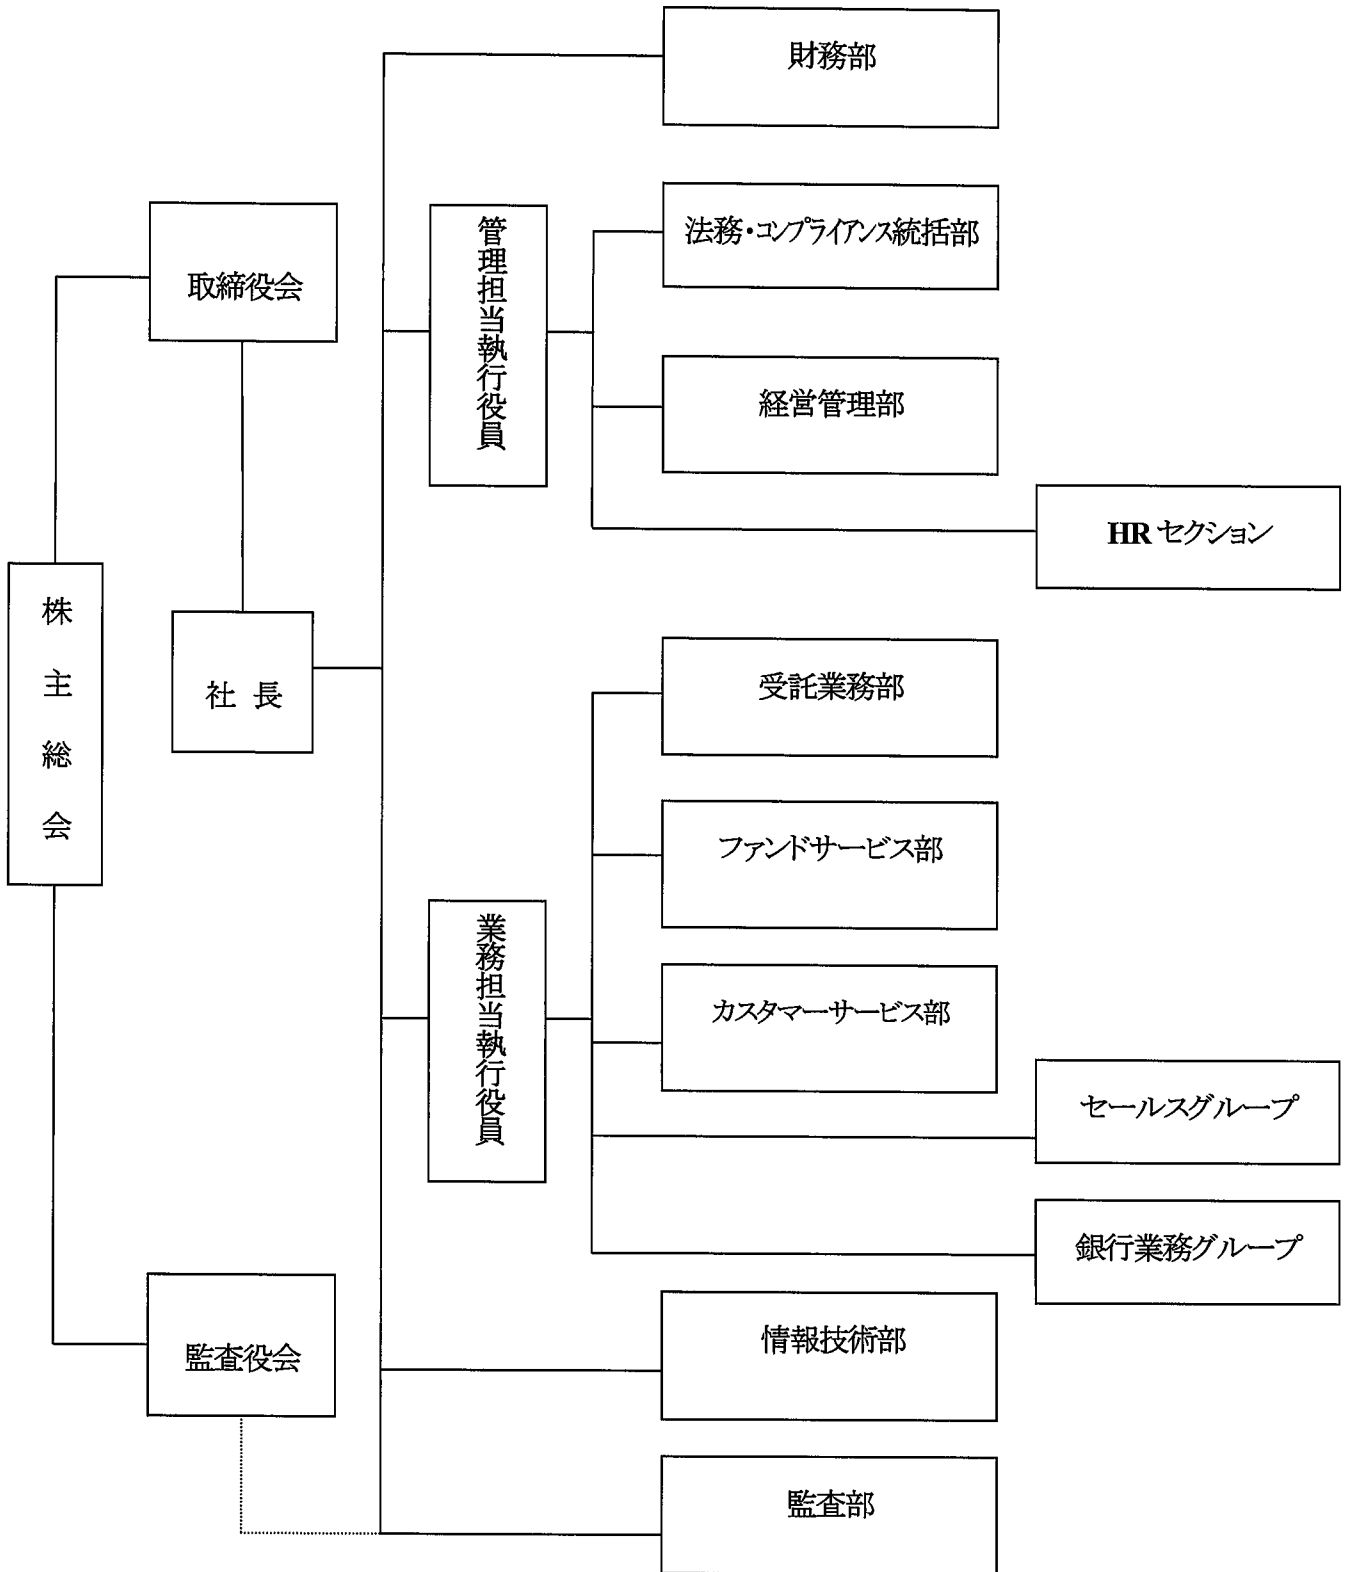 財務部
管理担当執行役員
法務・コンプライアンス統括部
取締役会
経営管理部
HR セクション
株主総会
社長
受託業務部
ファンドサービス部
業務担当執行役員
カスタマーサービス部
セールスグループ
銀行業務グループ
情報技術部
監査役会
監査部